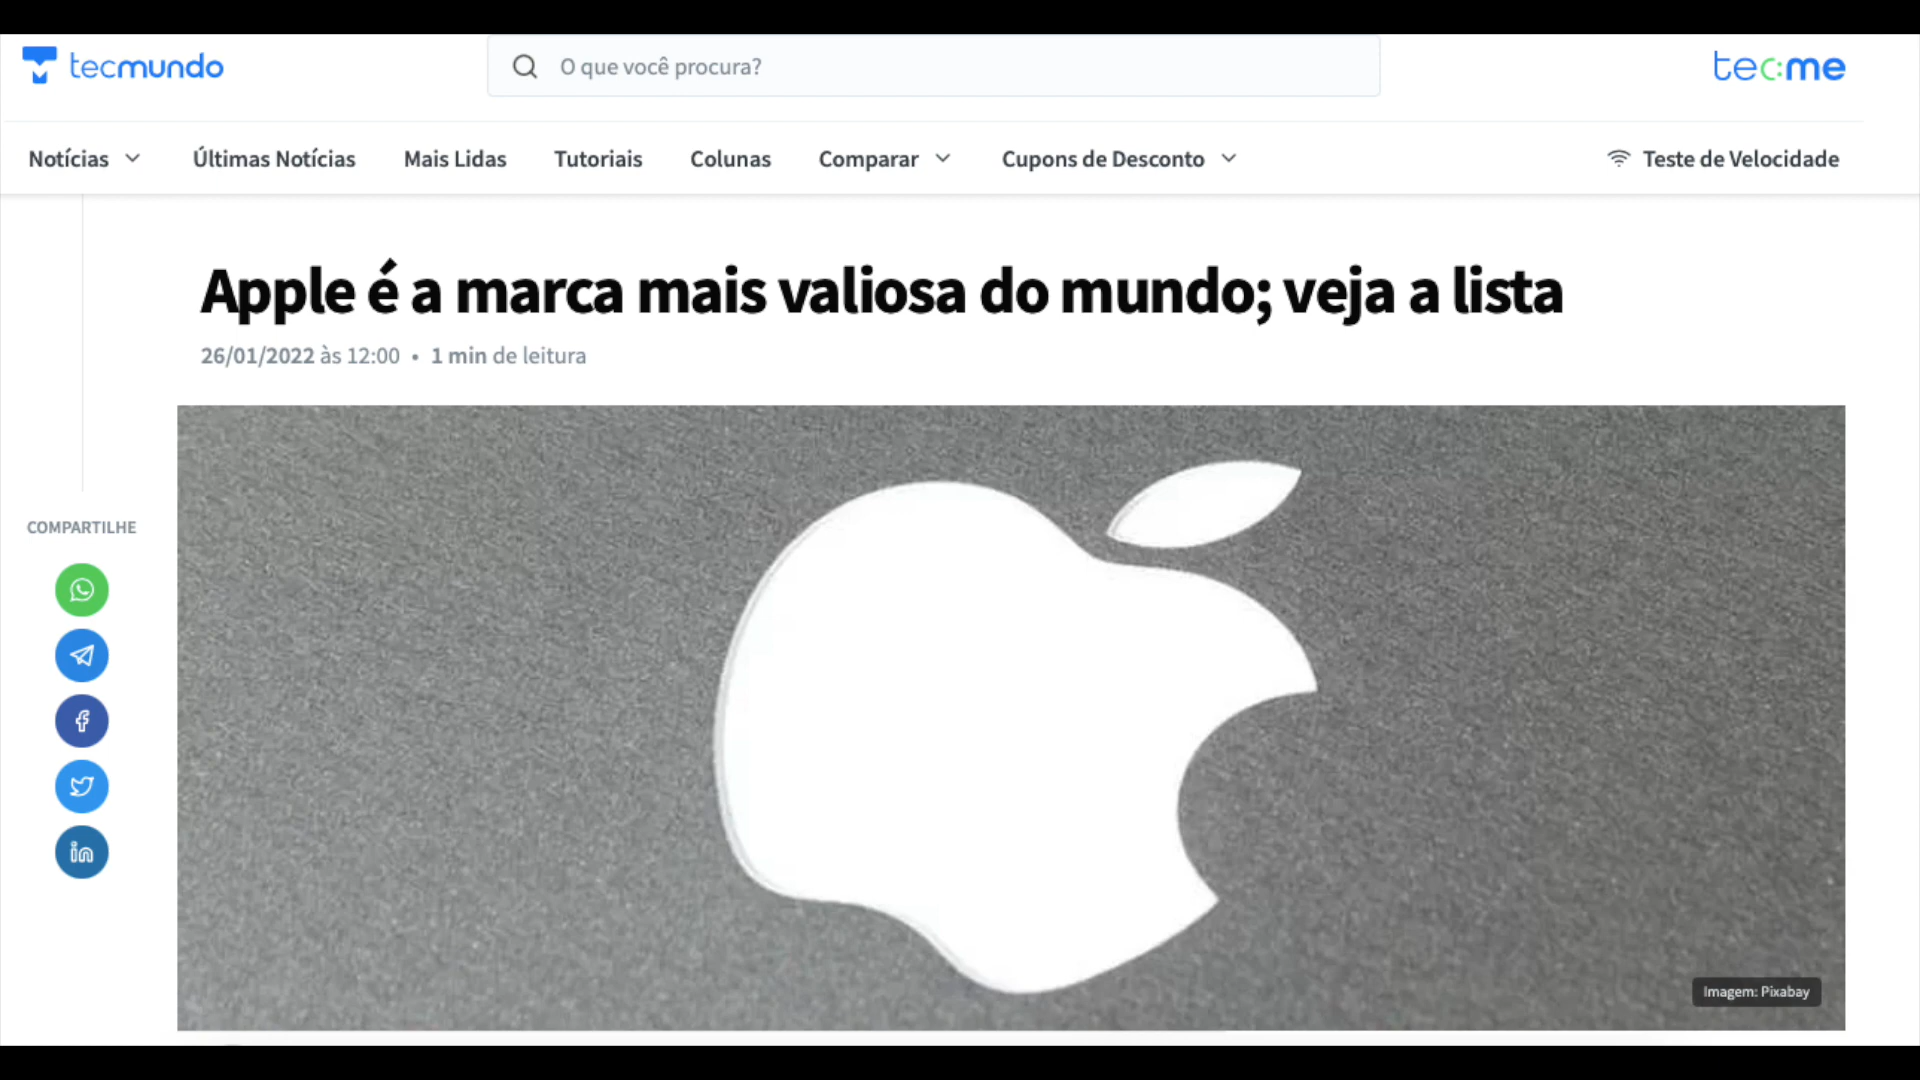 tecmundo
O que você procura?
tec:me
Notícias
Últimas Notícias
Mais Lidas
Tutoriais
Colunas
Comparar
Cupons de Desconto
Teste de Velocidade
Apple é a marca mais valiosa do mundo; veja a lista
26/01/2022 às 12:00 • 1 min de leitura
COMPARTILHE
Imagem: Pixabay